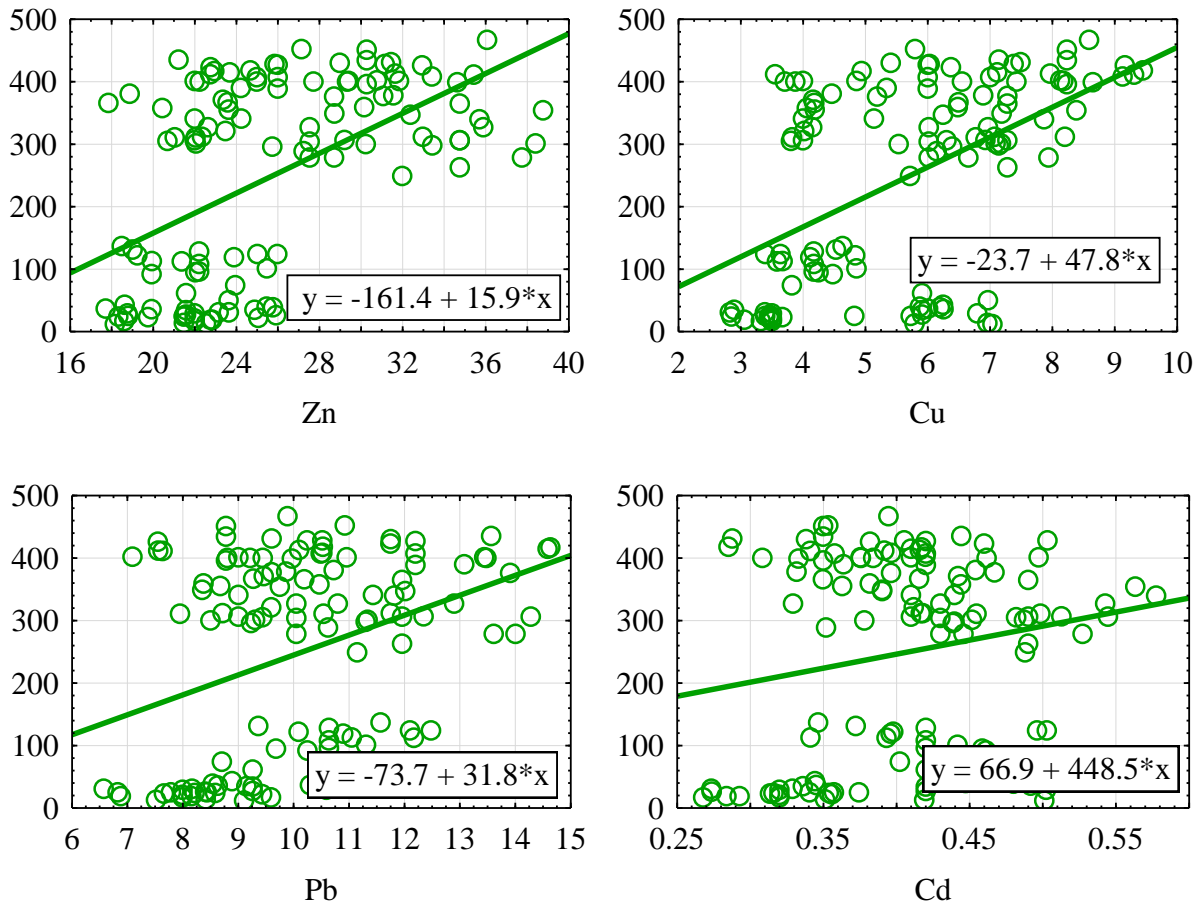 500
400
300
200
100
0
y = -161.4 + 15.9*x
16 20 24 28 32 36 40
Zn
500
400
300
200
100
0
y = -23.7 + 47.8*x
2 3 4 5 6 7 8 9 10
Cu
500
400
300
200
100
0
y = -73.7 + 31.8*x
6 7 8 9 10 11 12 13 14 15
Pb
500
400
300
200
100
0
y = 66.9 + 448.5*x
0.25 0.35 0.45 0.55
Cd